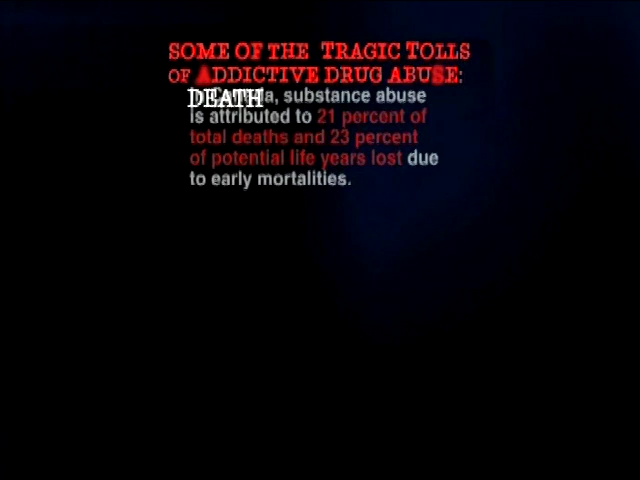 SOME OF THE TRAGIC TOLLS
OF ADDICTIVE DRUG ABUSE:
DEATH
, substance abuse
is attributed to 21 percent of
total deaths and 23 percent
of potential life years lost due
to early mortalities.